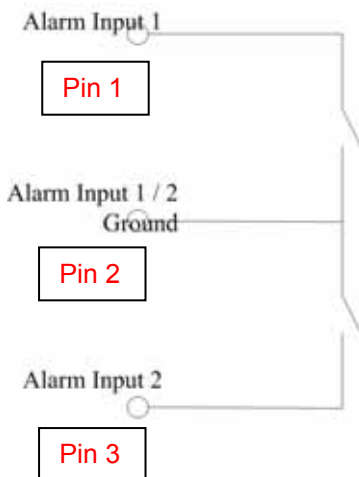 Alarm Input 1
Pin 1
Alarm Input 1 / 2
Ground
Pin 2
Alarm Input 2
Pin 3